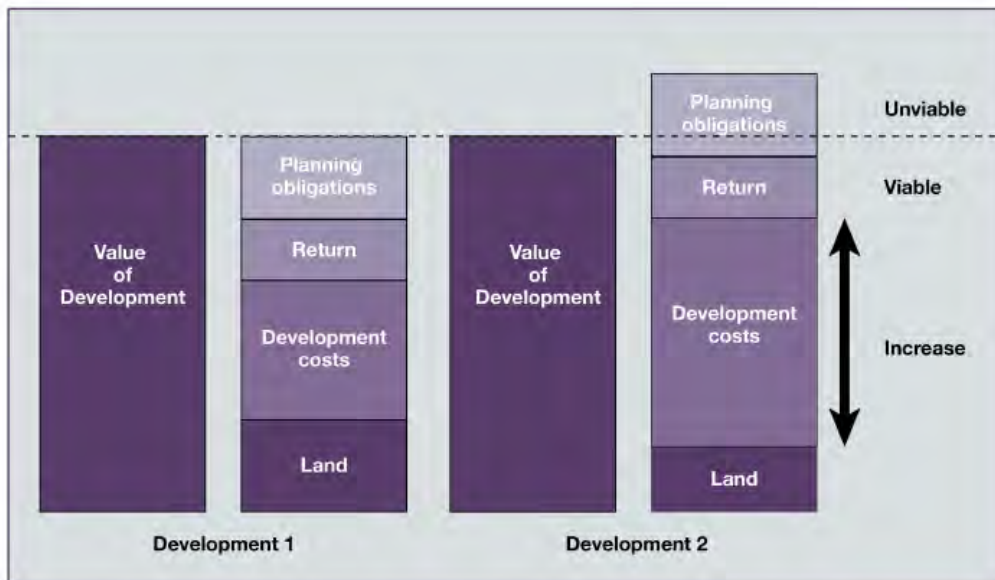 Value
of
Development
Planning
obligations
Return
Development
costs
Land
Development 1
Value
of
Development
Planning
obligations
Return
Development
costs
Land
Development 2
Unviable
Viable
Increase